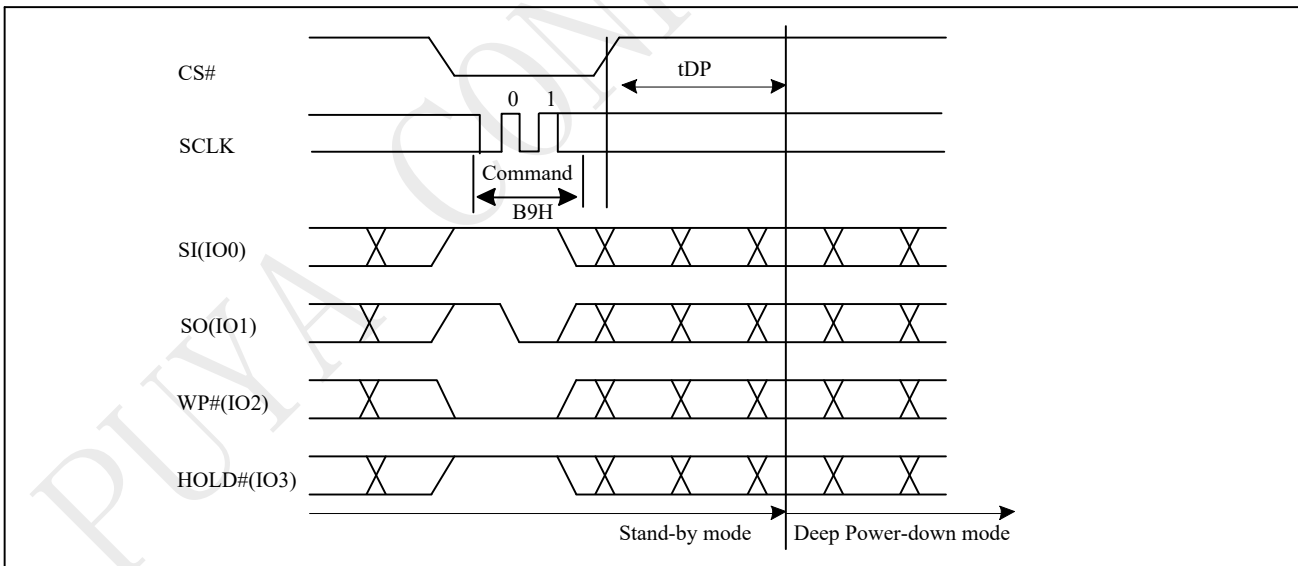 CS#
tDP
0 1
SCLK
Command
B9H
SI(IO0)
SO(IO1)
WP#(IO2)
HOLD#(IO3)
Stand-by mode
Deep Power-down mode
PUYA